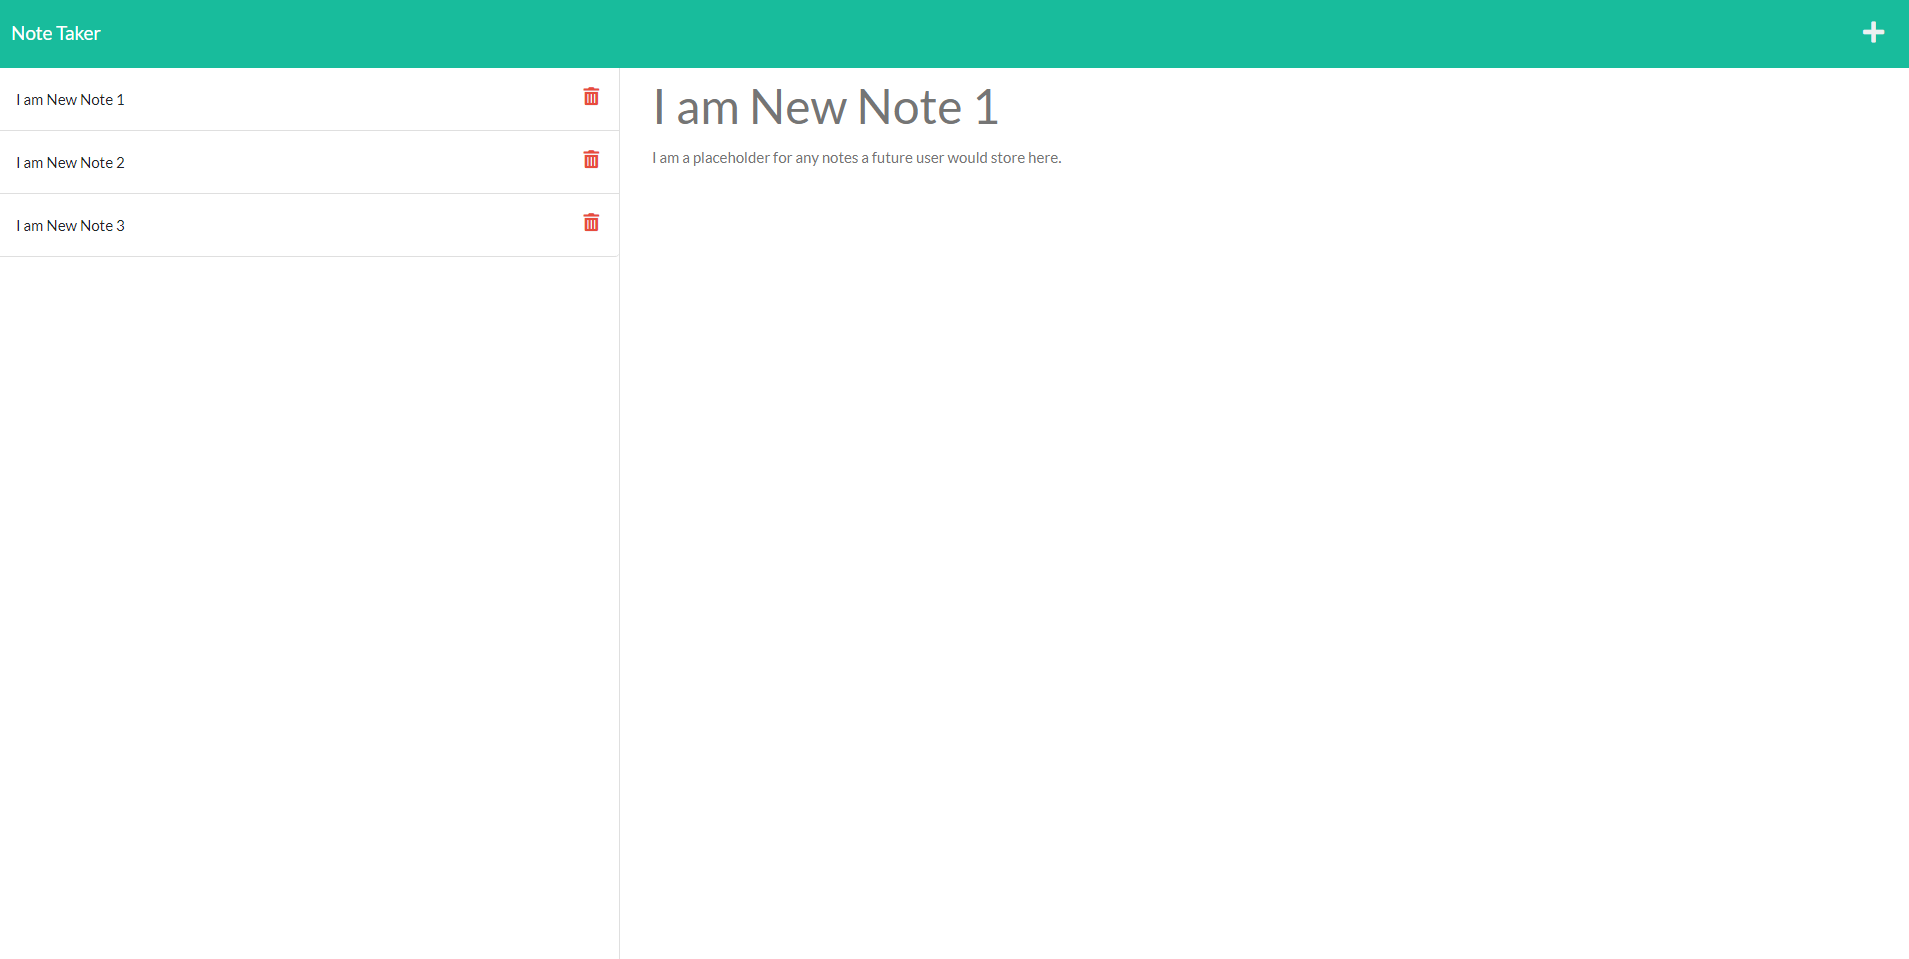 Note Taker
I am New Note 1
I am New Note 2
I am New Note 3
I am New Note 1
I am a placeholder for any notes a future user would store here.